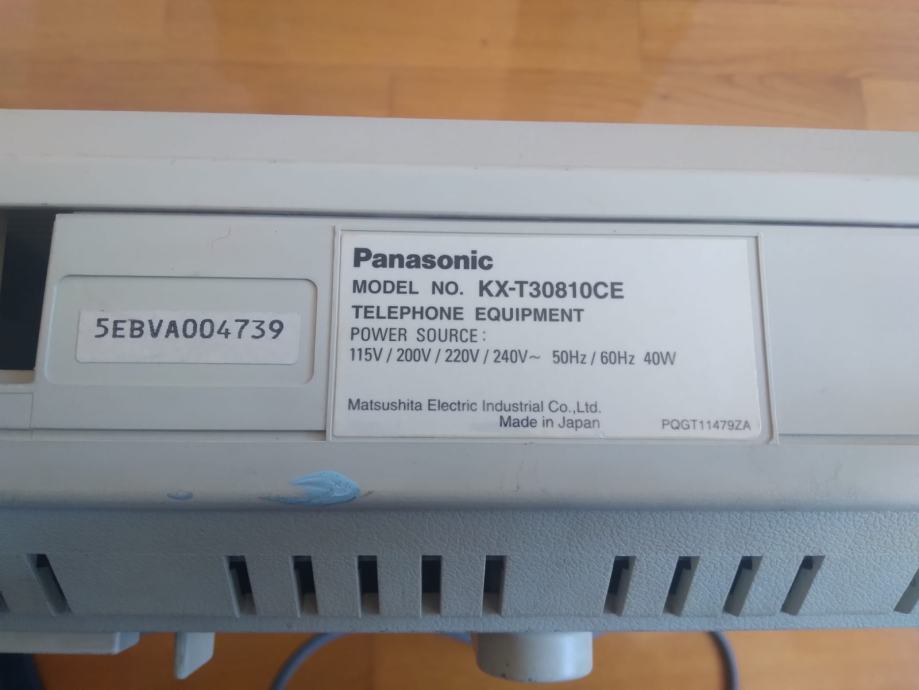 5EBVA004739
Panasonic
MODEL NO. KX-T30810CE
TELEPHONE EQUIPMENT
POWER SOURCE:
115V/200V/220V/240V~ 50Hz/60Hz 40W
Matsushita Electric Industrial Co.,Ltd.
Made in Japan
PQGT11479ZA